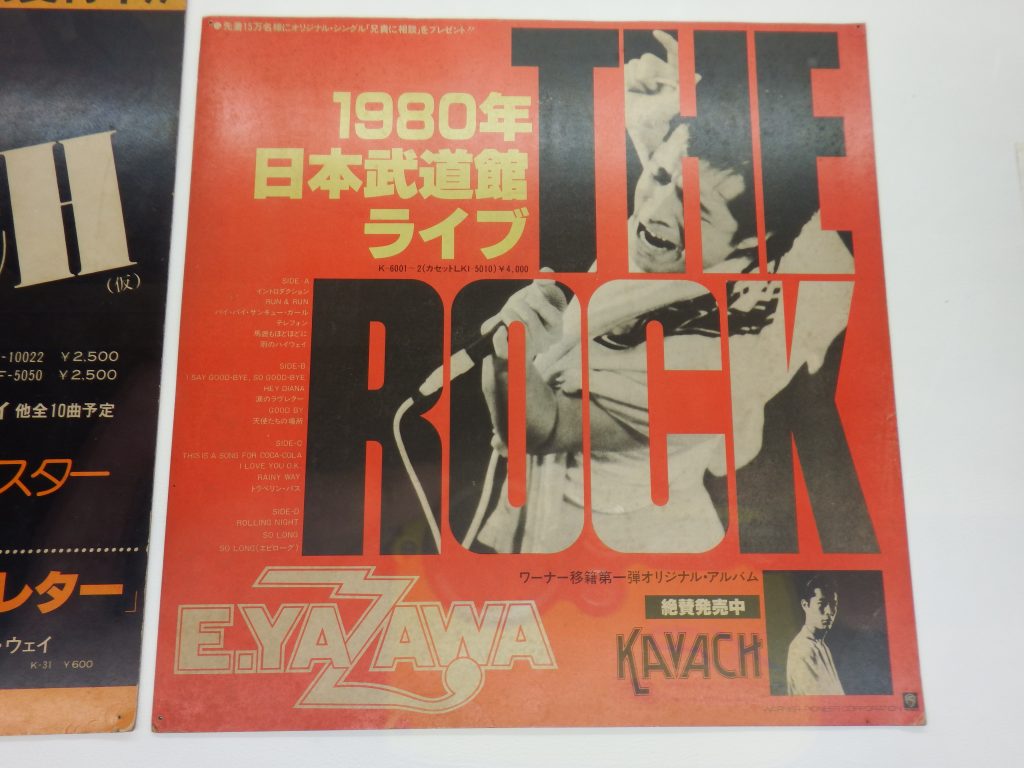 H
(仮)
-10022 ¥2,500
F-5050 ¥2,500
イ 他全10曲予定
スター
レター」
・ウェイ
K-31 ¥600
●先着15万名様にオリジナル・シングル「兄貴に相談」をプレゼント!!
THE
ROCK
1980年
日本武道館
ライブ
K-6001~2(カセットLKI-5010)¥4,000
SIDE-A
イントロダクション
RUN & RUN
バイ・バイ・サンキュー・ガール
テレフォン
馬鹿もほどほどに
雨のハイウェイ
SIDE-B
I SAY GOOD-BYE, SO GOOD-BYE
HEY DIANA
涙のラヴレター
GOOD BY
天使たちの場所
SIDE-C
THIS IS A SONG FOR COCA-COLA
I LOVE YOU O.K.
RAINY WAY
トラベリン・バス
SIDE-D
ROLLING NIGHT
SO LONG
SO LONG(エピローグ)
E.YAZAWA
ワーナー移籍第一弾オリジナル・アルバム
絶賛発売中
KAVACH
WARNER-PIONEER CORPORATION